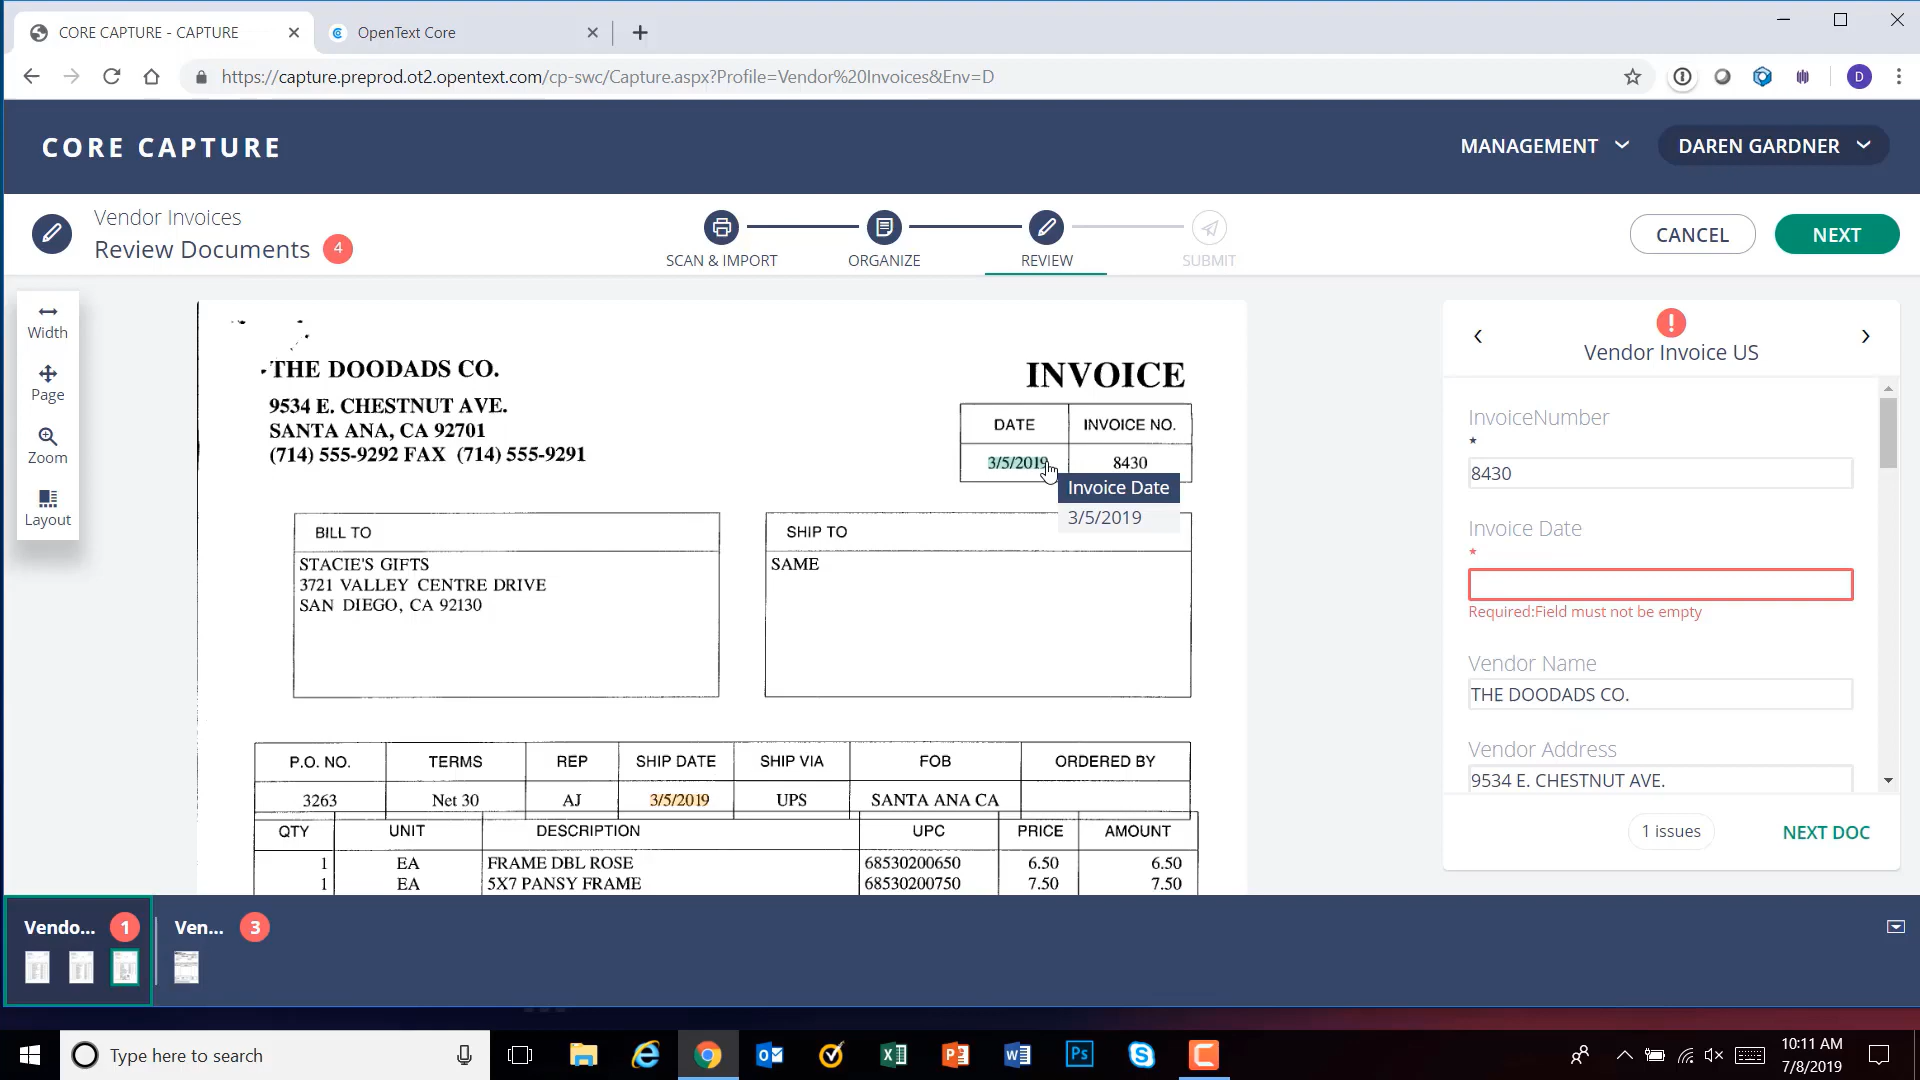 CORE CAPTURE - CAPTURE
OpenText Core
https://capture.preprod.ot2.opentext.com/cp-swc/Capture.aspx?Profile=Vendor%20Invoices&Env=D
D
CORE CAPTURE
MANAGEMENT
DAREN GARDNER
Vendor Invoices
Review Documents 4
SCAN & IMPORT
ORGANIZE
REVIEW
SUBMIT
CANCEL
NEXT
Width
Page
Zoom
Layout
THE DOODADS CO.
9534 E. CHESTNUT AVE.
SANTA ANA, CA 92701
(714) 555-9292 FAX (714) 555-9291
INVOICE
DATE INVOICE NO.
3/5/2019 8430
Invoice Date
3/5/2019
BILL TO
STACIE'S GIFTS
3721 VALLEY CENTRE DRIVE
SAN DIEGO, CA 92130
SHIP TO
SAME
P.O. NO. TERMS REP SHIP DATE SHIP VIA FOB ORDERED BY
3263 Net 30 AJ 3/5/2019 UPS SANTA ANA CA
QTY UNIT DESCRIPTION UPC PRICE AMOUNT
1 EA FRAME DBL ROSE 68530200650 6.50 6.50
1 EA 5X7 PANSY FRAME 68530200750 7.50 7.50
!
Vendor Invoice US
InvoiceNumber
*
8430
Invoice Date
*
Required:Field must not be empty
Vendor Name
THE DOODADS CO.
Vendor Address
9534 E. CHESTNUT AVE.
1 issues
NEXT DOC
Vendo... 1
Ven... 3
Type here to search
Ps
10:11 AM
7/8/2019